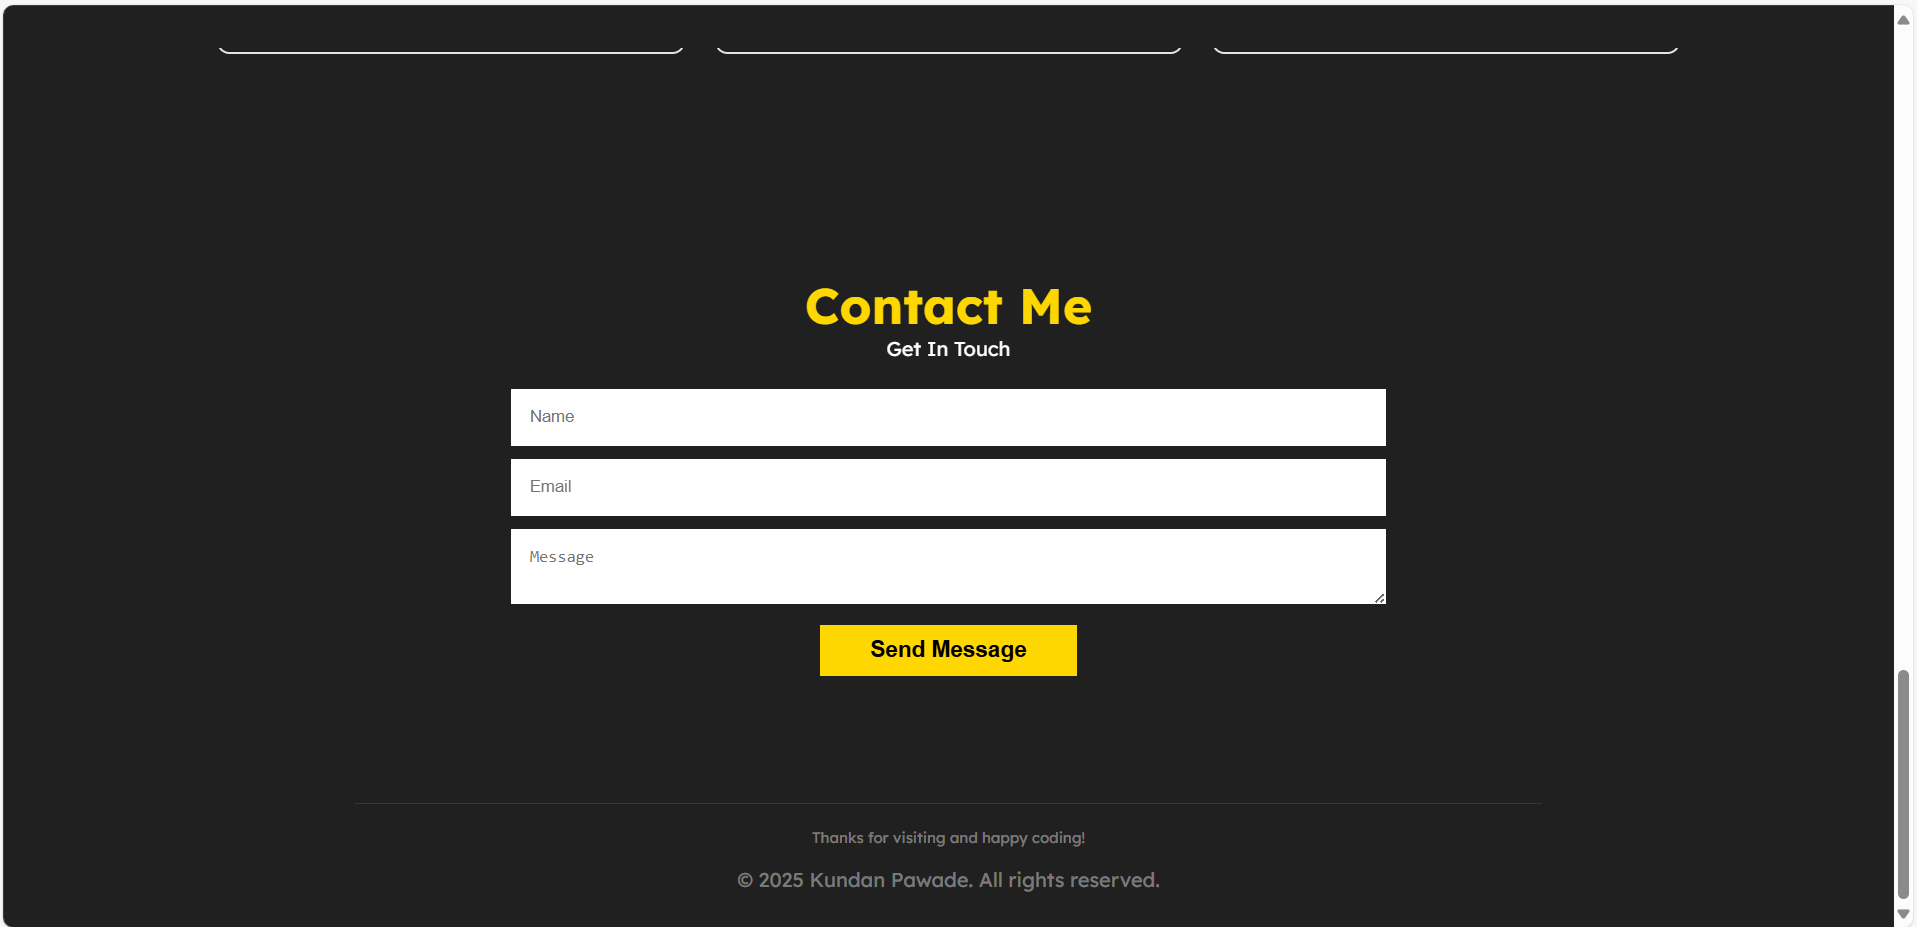 Contact Me
Get In Touch
Name
Email
Message
Send Message
Thanks for visiting and happy coding!
© 2025 Kundan Pawade. All rights reserved.